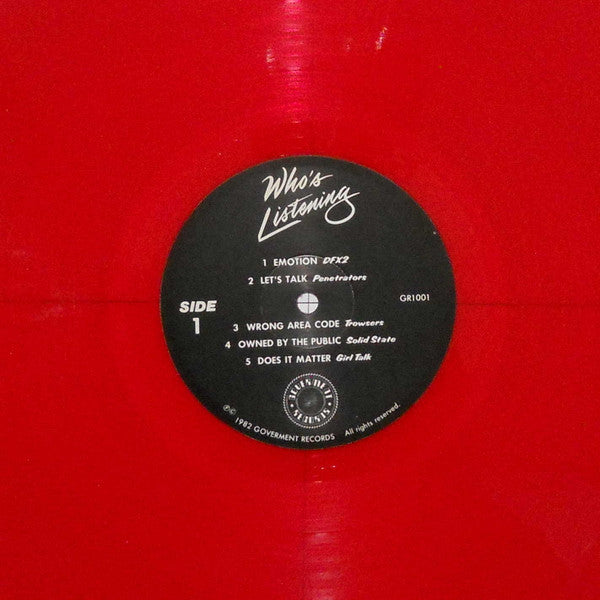 Who's
Listening
1 EMOTION DFX2
2 LET'S TALK Penetrators
SIDE
1
GR1001
3 WRONG AREA CODE Trowsers
4 OWNED BY THE PUBLIC Solid State
5 DOES IT MATTER Girl Talk
℗© 1982 GOVERMENT RECORDS All rights reserved.